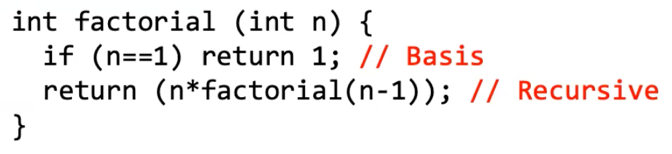 int factorial (int n) {
  if (n==1) return 1; // Basis
  return (n*factorial(n-1)); // Recursive
}